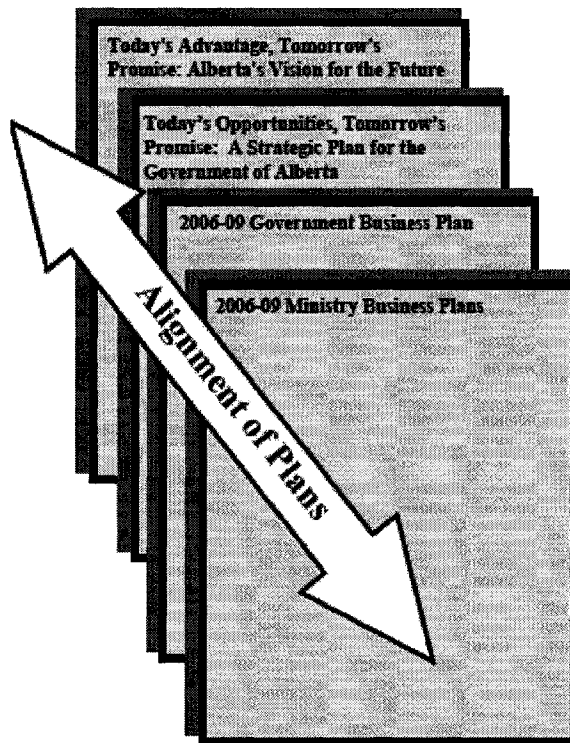 Today's Advantage, Tomorrow's
Promise: Alberta's Vision for the Future
Today's Opportunities, Tomorrow's
Promise: A Strategic Plan for the
Government of Alberta
2006-09 Government Business Plan
2006-09 Ministry Business Plans
Alignment of Plans